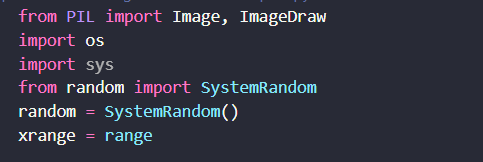 from PIL import Image, ImageDraw
import os
import sys
from random import SystemRandom
random = SystemRandom()
xrange = range